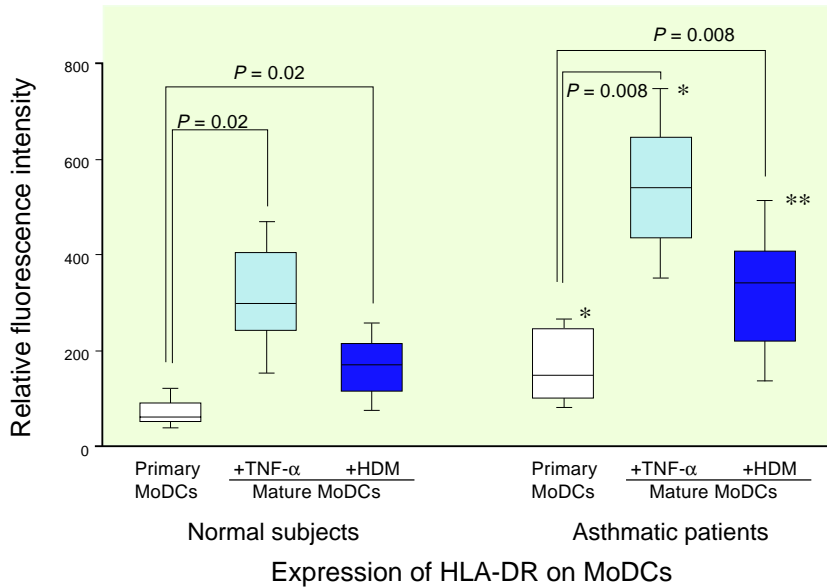 Relative fluorescence intensity
800
600
400
200
0
P = 0.02
P = 0.02
P = 0.008
P = 0.008
*
*
**
Primary MoDCs
+TNF-α
+HDM
Mature MoDCs
Normal subjects
Primary MoDCs
+TNF-α
+HDM
Mature MoDCs
Asthmatic patients
Expression of HLA-DR on MoDCs